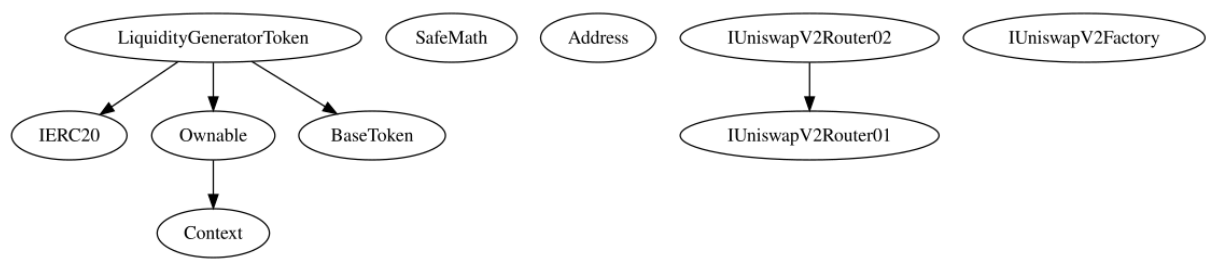 LiquidityGeneratorToken
SafeMath
Address
IUniswapV2Router02
IUniswapV2Factory
IERC20
Ownable
BaseToken
IUniswapV2Router01
Context